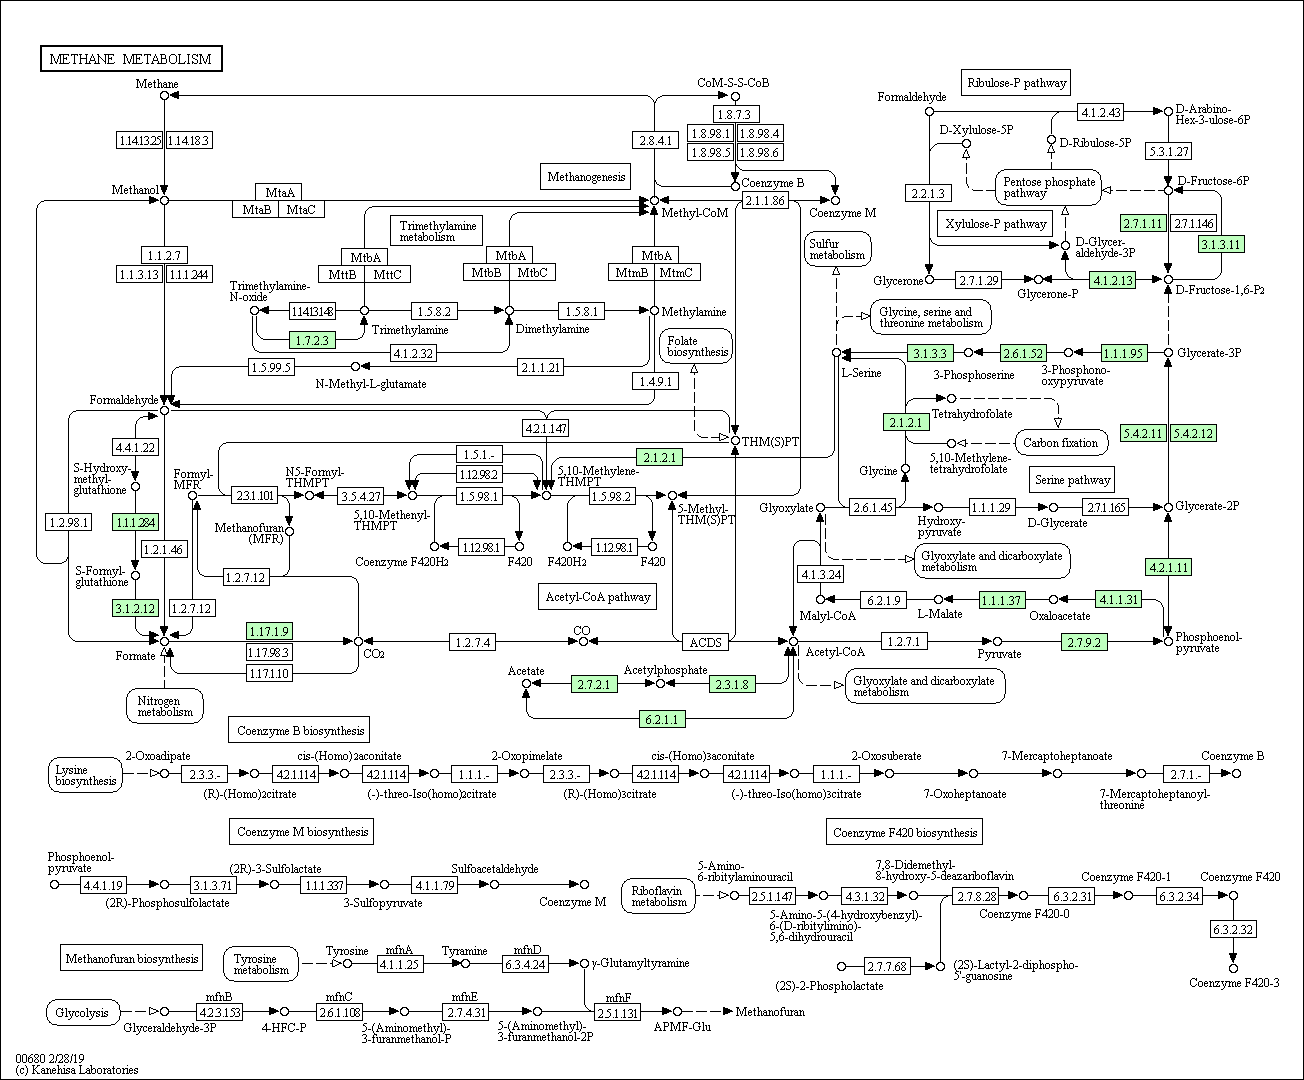 METHANE METABOLISM
Methane
CoM-S-S-CoB
Ribulose-P pathway
Formaldehyde
1.8.7.3
4.1.2.43
D-Arabino-
Hex-3-ulose-6P
1.14.13.25
1.14.18.3
2.8.4.1
1.8.98.1
1.8.98.4
1.8.98.5
1.8.98.6
D-Xylulose-5P
D-Ribulose-5P
5.3.1.27
Methanogenesis
Coenzyme B
Pentose phosphate
pathway
D-Fructose-6P
Methanol
MtaA
MtaB
MtaC
2.1.1.86
2.2.1.3
Methyl-CoM
Coenzyme M
Trimethylamine
metabolism
Xylulose-P pathway
2.7.1.11
2.7.1.146
Sulfur
metabolism
D-Glycer-
aldehyde-3P
3.1.3.11
1.1.2.7
1.1.3.13
1.1.1.244
MtbA
MttB
MttC
MtbA
MtbB
MtbC
MtbA
MtmB
MtmC
Glycerone
2.7.1.29
Glycerone-P
4.1.2.13
D-Fructose-1,6-P2
Trimethylamine-
N-oxide
1.14.13.148
1.5.8.2
1.5.8.1
Methylamine
Trimethylamine
Dimethylamine
1.7.2.3
Glycine, serine and
threonine metabolism
Folate
biosynthesis
4.1.2.32
1.5.99.5
2.1.1.21
N-Methyl-L-glutamate
1.4.9.1
3.1.3.3
2.6.1.52
1.1.1.95
Glycerate-3P
L-Serine
3-Phosphoserine
3-Phosphono-
oxypyruvate
Formaldehyde
Tetrahydrofolate
2.1.2.1
4.2.1.147
THM(S)PT
Carbon fixation
5.4.2.11
5.4.2.12
4.4.1.22
1.5.1.-
2.1.2.1
5,10-Methylene-
tetrahydrofolate
S-Hydroxy-
methyl-
glutathione
Formyl-
MFR
N5-Formyl-
THMPT
1.12.98.2
5,10-Methylene-
THMPT
Glycine
Serine pathway
2.3.1.101
3.5.4.27
1.5.98.1
1.5.98.2
5-Methyl-
THM(S)PT
Glyoxylate
2.6.1.45
1.1.1.29
2.7.1.165
Glycerate-2P
5,10-Methenyl-
THMPT
Hydroxy-
pyruvate
D-Glycerate
1.2.98.1
1.1.1.284
Methanofuran
(MFR)
1.2.1.46
1.12.98.1
1.12.98.1
Coenzyme F420H2
F420
F420H2
F420
Glyoxylate and dicarboxylate
metabolism
4.2.1.11
S-Formyl-
glutathione
1.2.7.12
4.1.3.24
Acetyl-CoA pathway
3.1.2.12
1.2.7.12
6.2.1.9
1.1.1.37
4.1.1.31
Malyl-CoA
L-Malate
Oxaloacetate
1.17.1.9
CO
Formate
1.17.98.3
CO2
1.2.7.4
ACDS
Acetyl-CoA
1.2.7.1
Pyruvate
2.7.9.2
Phosphoenol-
pyruvate
1.17.1.10
Acetate
2.7.2.1
Acetylphosphate
2.3.1.8
Glyoxylate and dicarboxylate
metabolism
Nitrogen
metabolism
6.2.1.1
Coenzyme B biosynthesis
Lysine
biosynthesis
2-Oxoadipate
cis-(Homo)2aconitate
2-Oxopimelate
cis-(Homo)3aconitate
2-Oxosuberate
7-Mercaptoheptanoate
Coenzyme B
2.3.3.-
4.2.1.114
4.2.1.114
1.1.1.-
2.3.3.-
4.2.1.114
4.2.1.114
1.1.1.-
2.7.1.-
(R)-(Homo)2citrate
(-)-threo-Iso(homo)2citrate
(R)-(Homo)3citrate
(-)-threo-Iso(homo)3citrate
7-Oxoheptanoate
7-Mercaptoheptanoyl-
threonine
Coenzyme M biosynthesis
Coenzyme F420 biosynthesis
Phosphoenol-
pyruvate
(2R)-3-Sulfolactate
Sulfoacetaldehyde
4.4.1.19
3.1.3.71
1.1.1.337
4.1.1.79
(2R)-Phosphosulfolactate
3-Sulfopyruvate
Coenzyme M
Riboflavin
metabolism
5-Amino-
6-ribitylaminouracil
7,8-Didemethyl-
8-hydroxy-5-deazariboflavin
Coenzyme F420-1
Coenzyme F420
2.5.1.147
4.3.1.32
2.7.8.28
6.3.2.31
6.3.2.34
5-Amino-5-(4-hydroxybenzyl)-
6-(D-ribitylimino)-
5,6-dihydrouracil
Coenzyme F420-0
6.3.2.32
2.7.7.68
(2S)-Lactyl-2-diphospho-
5'-guanosine
(2S)-2-Phospholactate
Coenzyme F420-3
Methanofuran biosynthesis
Tyrosine
metabolism
Tyrosine
mfnA
4.1.1.25
Tyramine
mfnD
6.3.4.24
γ-Glutamyltyramine
Glycolysis
mfnB
4.2.3.153
mfnC
2.6.1.108
mfnE
2.7.4.31
mfnF
2.5.1.131
Methanofuran
Glyceraldehyde-3P
4-HFC-P
5-(Aminomethyl)-
3-furanmethanol-P
5-(Aminomethyl)-
3-furanmethanol-2P
APMF-Glu
00680 2/28/19
(c) Kanehisa Laboratories